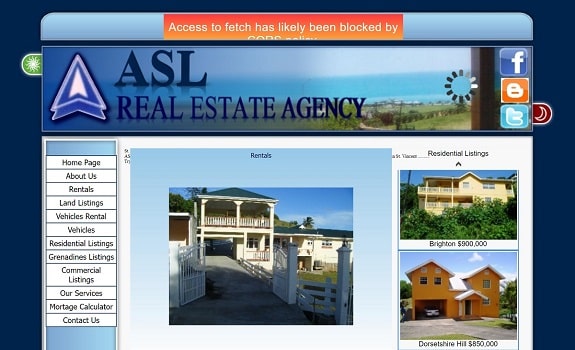 Access to fetch has likely been blocked by
CORS policy
ASL
REAL ESTATE AGENCY
Home Page
About Us
Rentals
Land Listings
Vehicles Rental
Vehicles
Residential Listings
Grenadines Listings
Commercial
Listings
Our Services
Mortage Calculator
Contact Us
Rentals
Residential Listings
Brighton $900,000
Dorsetshire Hill $850,000